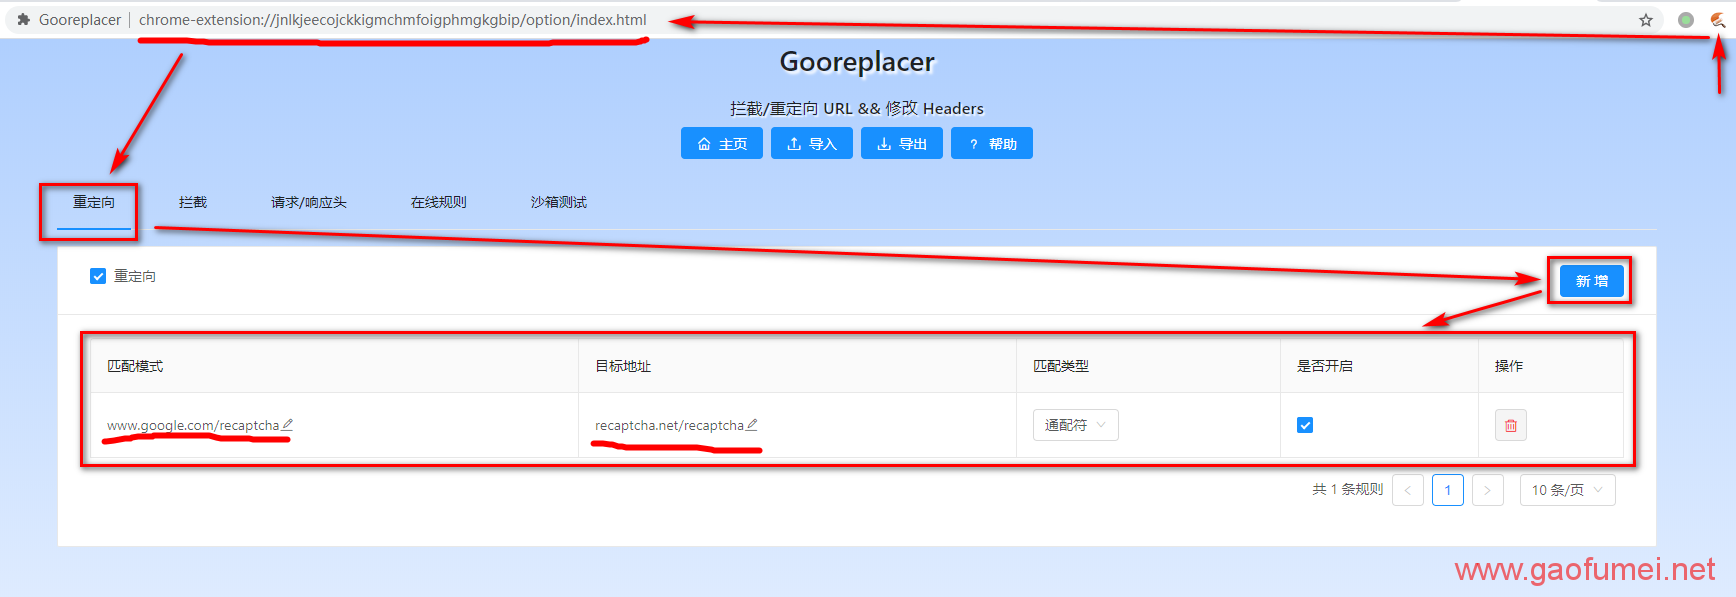 Gooreplacer | chrome-extension://jnlkjeecojckkigmchmfoigphmgkgbip/option/index.html
Gooreplacer
拦截/重定向 URL && 修改 Headers
主页 导入 导出 ? 帮助
重定向 拦截 请求/响应头 在线规则 沙箱测试
重定向
新 增
匹配模式 目标地址 匹配类型 是否开启 操作
www.google.com/recaptcha recaptcha.net/recaptcha 通配符
共 1 条规则 < 1 > 10 条/页
www.gaofumei.net